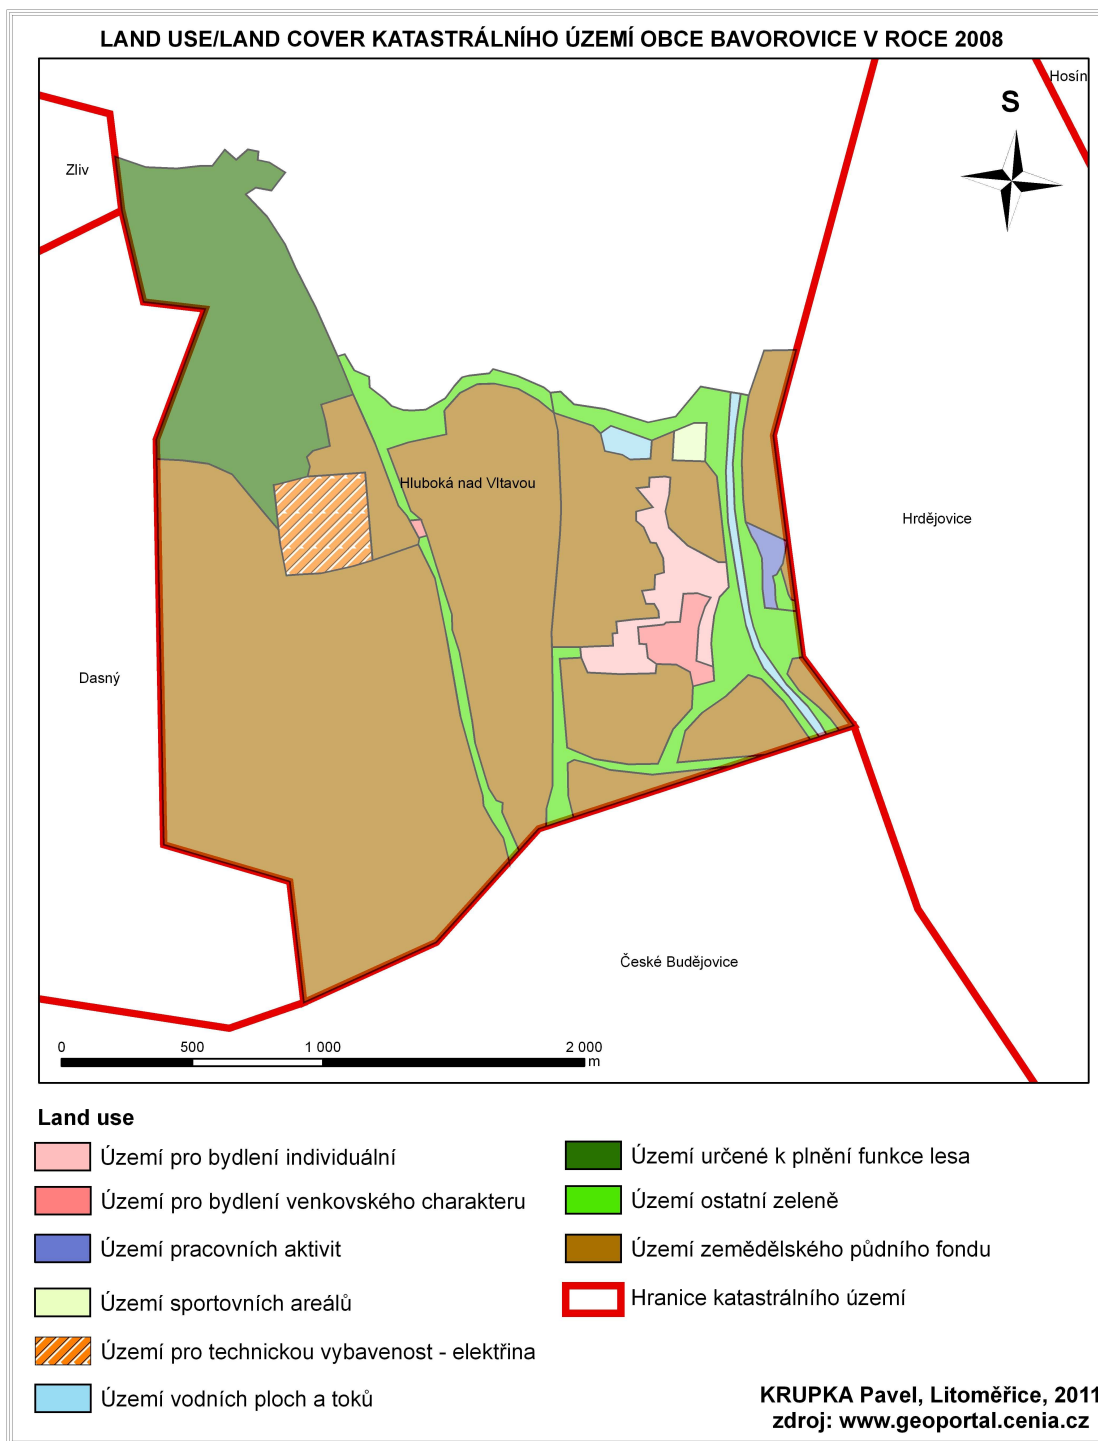 LAND USE/LAND COVER KATASTRÁLNÍHO ÚZEMÍ OBCE BAVOROVICE V ROCE 2008
Hosín
S
Zliv
Hluboká nad Vltavou
Hrdějovice
Dasný
České Budějovice
0 500 1 000 2 000
m
Land use
Území pro bydlení individuální
Území pro bydlení venkovského charakteru
Území pracovních aktivit
Území sportovních areálů
Území pro technickou vybavenost - elektřina
Území vodních ploch a toků
Území určené k plnění funkce lesa
Území ostatní zeleně
Území zemědělského půdního fondu
Hranice katastrálního území
KRUPKA Pavel, Litoměřice, 2011
zdroj: www.geoportal.cenia.cz